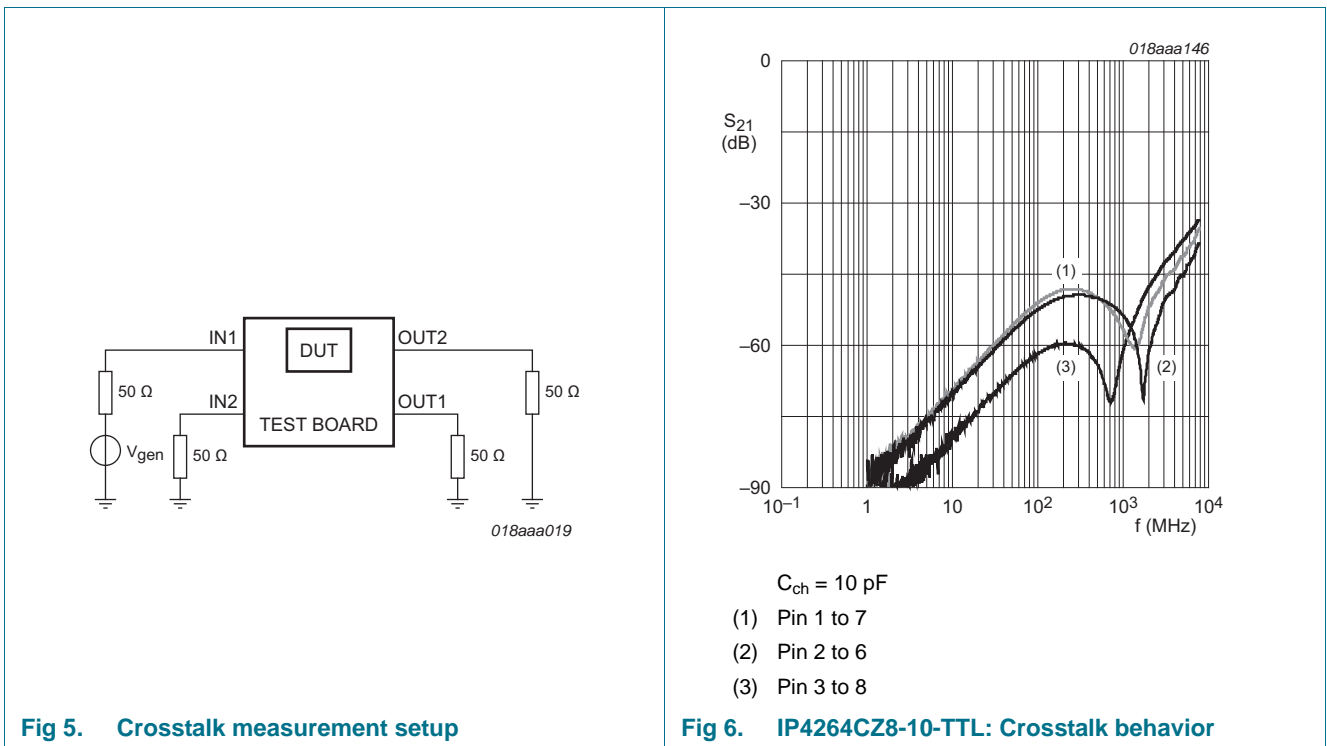 IN1
DUT
OUT2
50 Ω
IN2
OUT1
50 Ω
TEST BOARD
Vgen
50 Ω
50 Ω
018aaa019
Fig 5. Crosstalk measurement setup
018aaa146
0
S21
(dB)
–30
(1)
–60
(3)
(2)
–90
10–1
1
10
102
103
104
f (MHz)
Cch = 10 pF
(1) Pin 1 to 7
(2) Pin 2 to 6
(3) Pin 3 to 8
Fig 6. IP4264CZ8-10-TTL: Crosstalk behavior